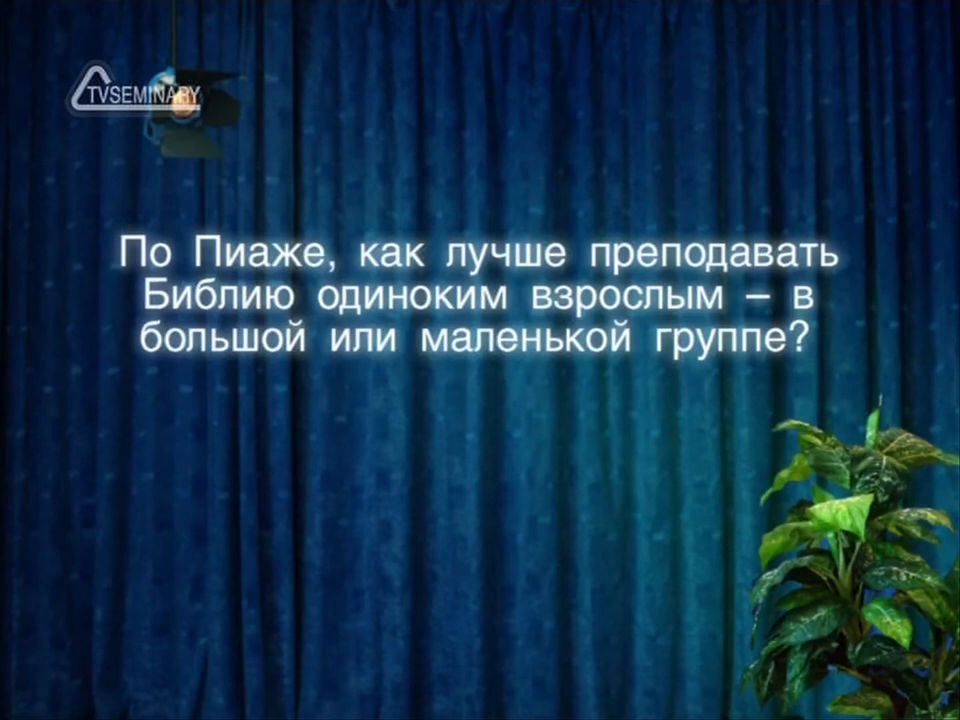 TVSEMINARY
По Пиаже, как лучше преподавать
Библию одиноким взрослым – в
большой или маленькой группе?